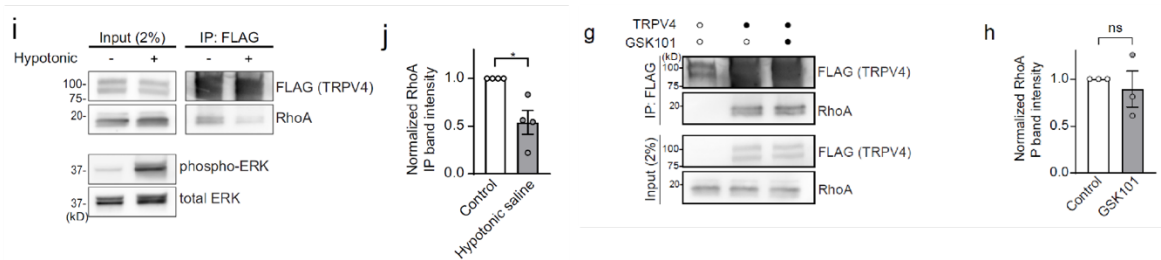 i
Input (2%) IP: FLAG
Hypotonic - + - +
100-
75-
FLAG (TRPV4)
20-
RhoA
37-
phospho-ERK
37-
total ERK
(kD)
j
*
Normalized RhoA
IP band intensity
1.0
0.5
0.0
Control
Hypotonic saline
g
TRPV4
GSK101
(kD)
IP: FLAG
100-
75-
FLAG (TRPV4)
20-
RhoA
Input (2%)
100-
75-
FLAG (TRPV4)
20-
RhoA
h
ns
Normalized RhoA
P band intensity
1.0
0.5
0.0
Control
GSK101